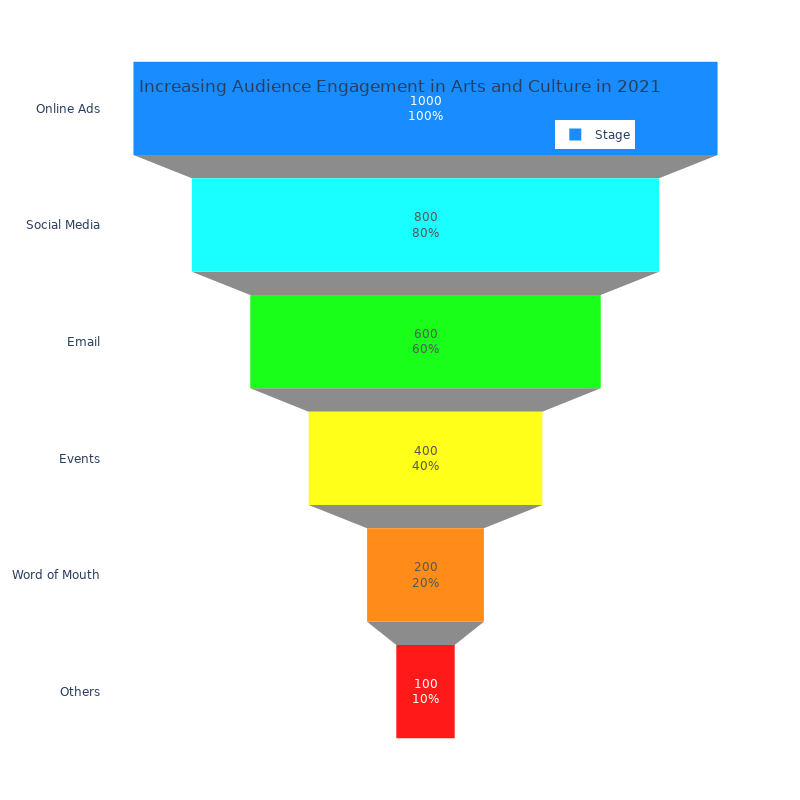 Increasing Audience Engagement in Arts and Culture in 2021
Online Ads
1000
100%
Stage
Social Media
800
80%
Email
600
60%
Events
400
40%
Word of Mouth
200
20%
Others
100
10%